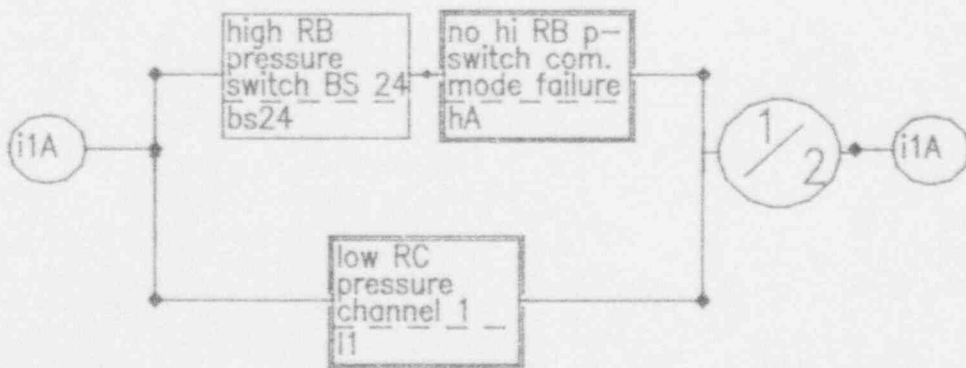 high RB
pressure
switch BS 24
bs24
no hi RB p-
switch com.
mode failure
hA
i1A
1/2
i1A
low RC
pressure
channel 1
l1